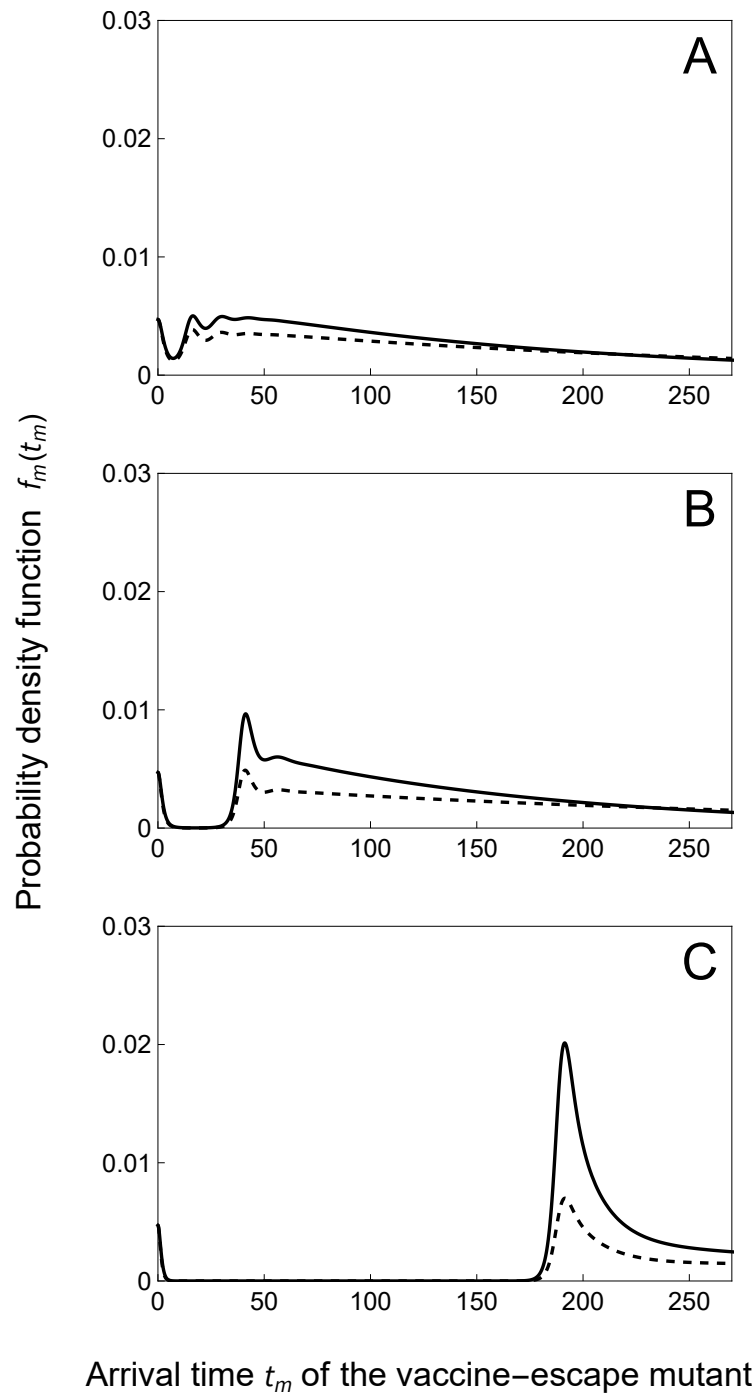 Probability density function f_m(t_m)
0.03
A
0.02
0.01
0
0 50 100 150 200 250
0.03
B
0.02
0.01
0
0 50 100 150 200 250
0.03
C
0.02
0.01
0
0 50 100 150 200 250
Arrival time t_m of the vaccine–escape mutant